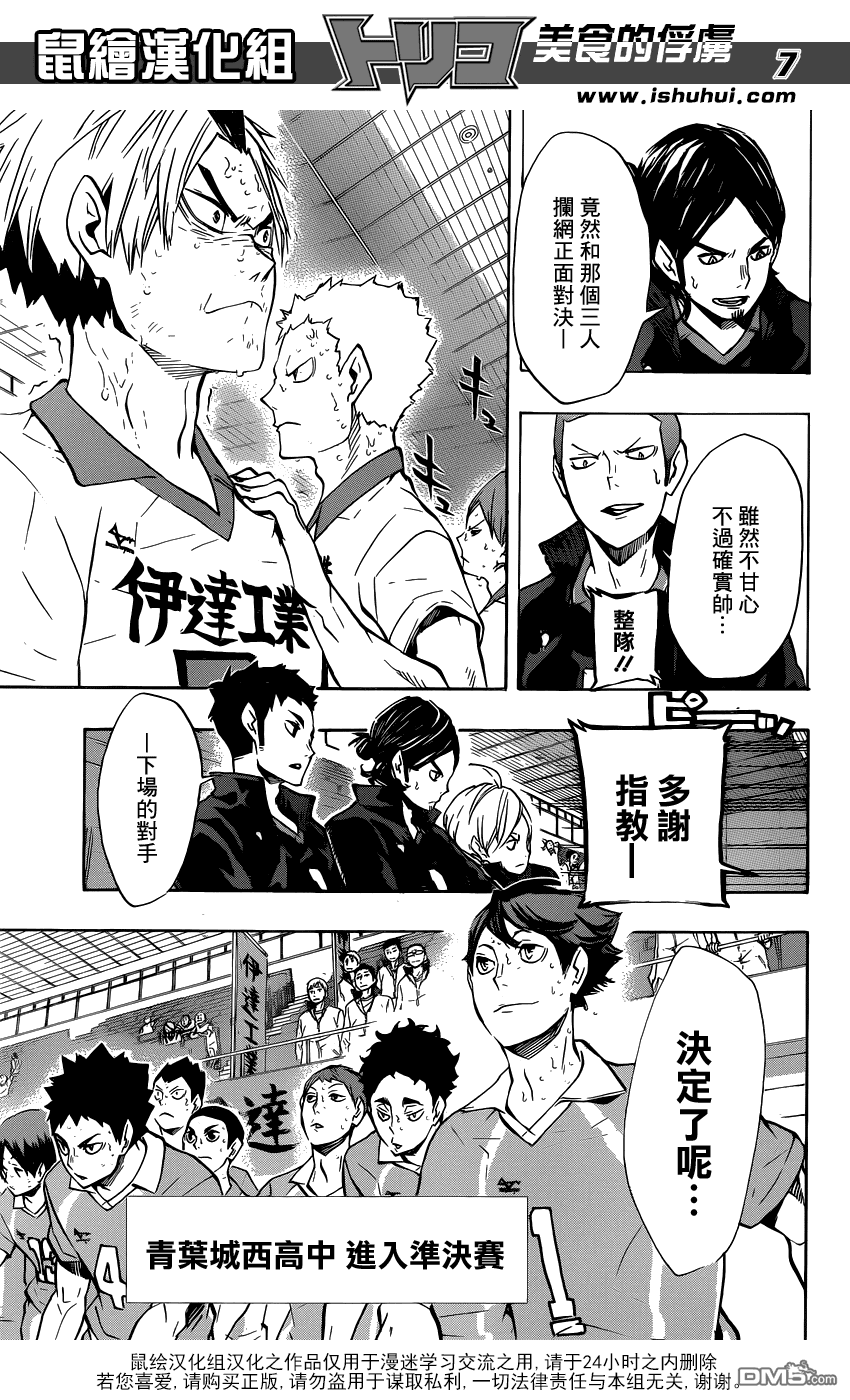 鼠繪漢化組
トリコ
美食的俘虜
7
www.ishuhui.com
竟然和那個三人
攔網正面對決—
キュ
キュ
伊達工業
雖然不甘心
不過確實帥…
整隊!!
ピーッ
多謝
指教—
—下場的對手
伊達工業
達
決定了呢…
13
4
1
青葉城西高中 進入準決賽
鼠绘汉化组汉化之作品仅用于漫迷学习交流之用, 请于24小时之内删除
若您喜爱, 请购买正版, 请勿盗用于谋取私利, 一切法律责任与本组无关, 谢谢。
DM5.com